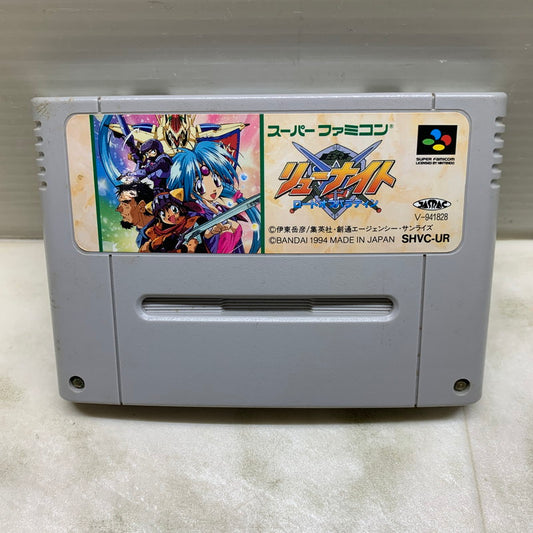 スーパーファミコン®
SUPER FAMICOM
LICENSED BY NINTENDO
リューナイト
ロード・オブ・パラディン
JASRAC
V-941828
©伊東岳彦/集英社・創通エージェンシー・サンライズ
©BANDAI 1994 MADE IN JAPAN SHVC-UR